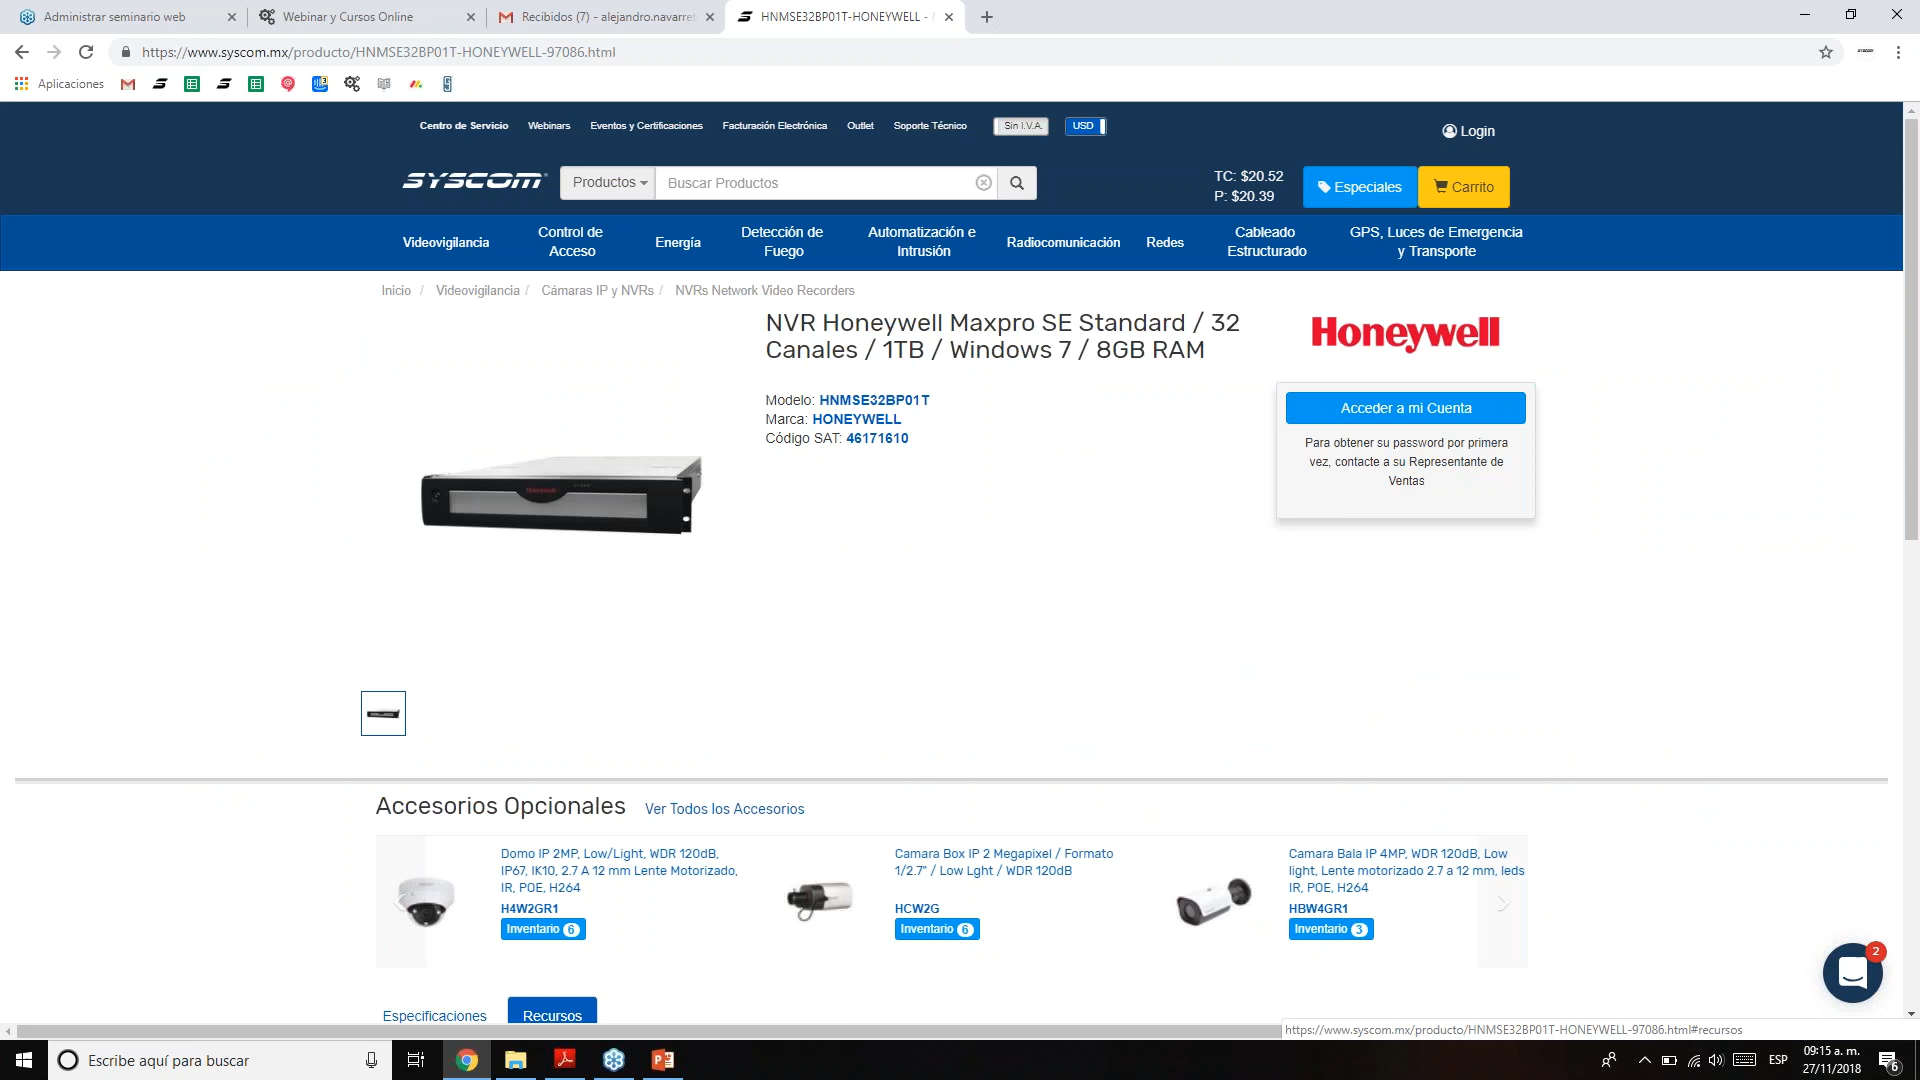 Administrar seminario web
Webinar y Cursos Online
Recibidos (7) - alejandro.navarre
HNMSE32BP01T-HONEYWELL -
https://www.syscom.mx/producto/HNMSE32BP01T-HONEYWELL-97086.html
Aplicaciones
Centro de Servicio
Webinars
Eventos y Certificaciones
Facturación Electrónica
Outlet
Soporte Técnico
Sin I.V.A.
USD
Login
SYSCOM
Productos
Buscar Productos
TC: $20.52
P: $20.39
Especiales
Carrito
Videovigilancia
Control de
Acceso
Energía
Detección de
Fuego
Automatización e
Intrusión
Radiocomunicación
Redes
Cableado
Estructurado
GPS, Luces de Emergencia
y Transporte
Inicio / Videovigilancia / Cámaras IP y NVRs / NVRs Network Video Recorders
NVR Honeywell Maxpro SE Standard / 32
Canales / 1TB / Windows 7 / 8GB RAM
Modelo: HNMSE32BP01T
Marca: HONEYWELL
Código SAT: 46171610
Honeywell
Acceder a mi Cuenta
Para obtener su password por primera
vez, contacte a su Representante de
Ventas
Honeywell
Accesorios Opcionales
Ver Todos los Accesorios
Domo IP 2MP, Low/Light, WDR 120dB,
IP67, IK10, 2.7 A 12 mm Lente Motorizado,
IR, POE, H264
H4W2GR1
Inventario 6
Camara Box IP 2 Megapixel / Formato
1/2.7" / Low Lght / WDR 120dB
HCW2G
Inventario 6
Camara Bala IP 4MP, WDR 120dB, Low
light, Lente motorizado 2.7 a 12 mm, leds
IR, POE, H264
HBW4GR1
Inventario 3
2
Especificaciones
Recursos
https://www.syscom.mx/producto/HNMSE32BP01T-HONEYWELL-97086.html#recursos
Escribe aquí para buscar
ESP
09:15 a. m.
27/11/2018
6